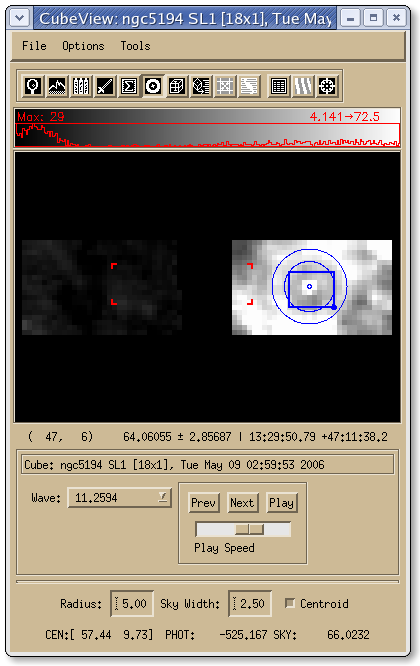 CubeView: ngc5194 SL1 [18x1], Tue May
File Options Tools
Max: 29 4.141→72.5
( 47, 6) 64.06055 ± 2.85687 | 13:29:50.79 +47:11:38.2
Cube: ngc5194 SL1 [18x1], Tue May 09 02:59:53 2006
Wave: 11.2594
Prev Next Play
Play Speed
Radius: 5.00 Sky Width: 2.50 Centroid
CEN:[ 57.44 9.73] PHOT: -525.167 SKY: 66.0232